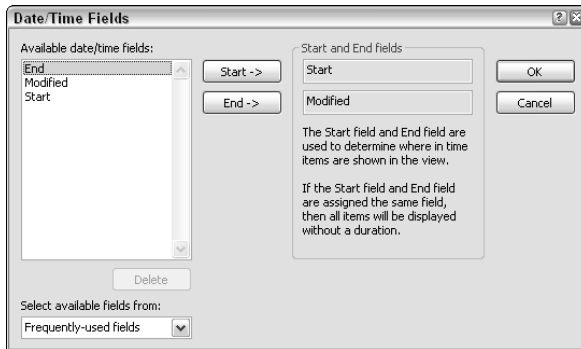 Date/Time Fields
Available date/time fields:
End
Modified
Start
Start ->
End ->
Delete
Select available fields from:
Frequently-used fields
Start and End fields
Start
Modified
The Start field and End field are
used to determine where in time
items are shown in the view.
If the Start field and End field
are assigned the same field,
then all items will be displayed
without a duration.
OK
Cancel